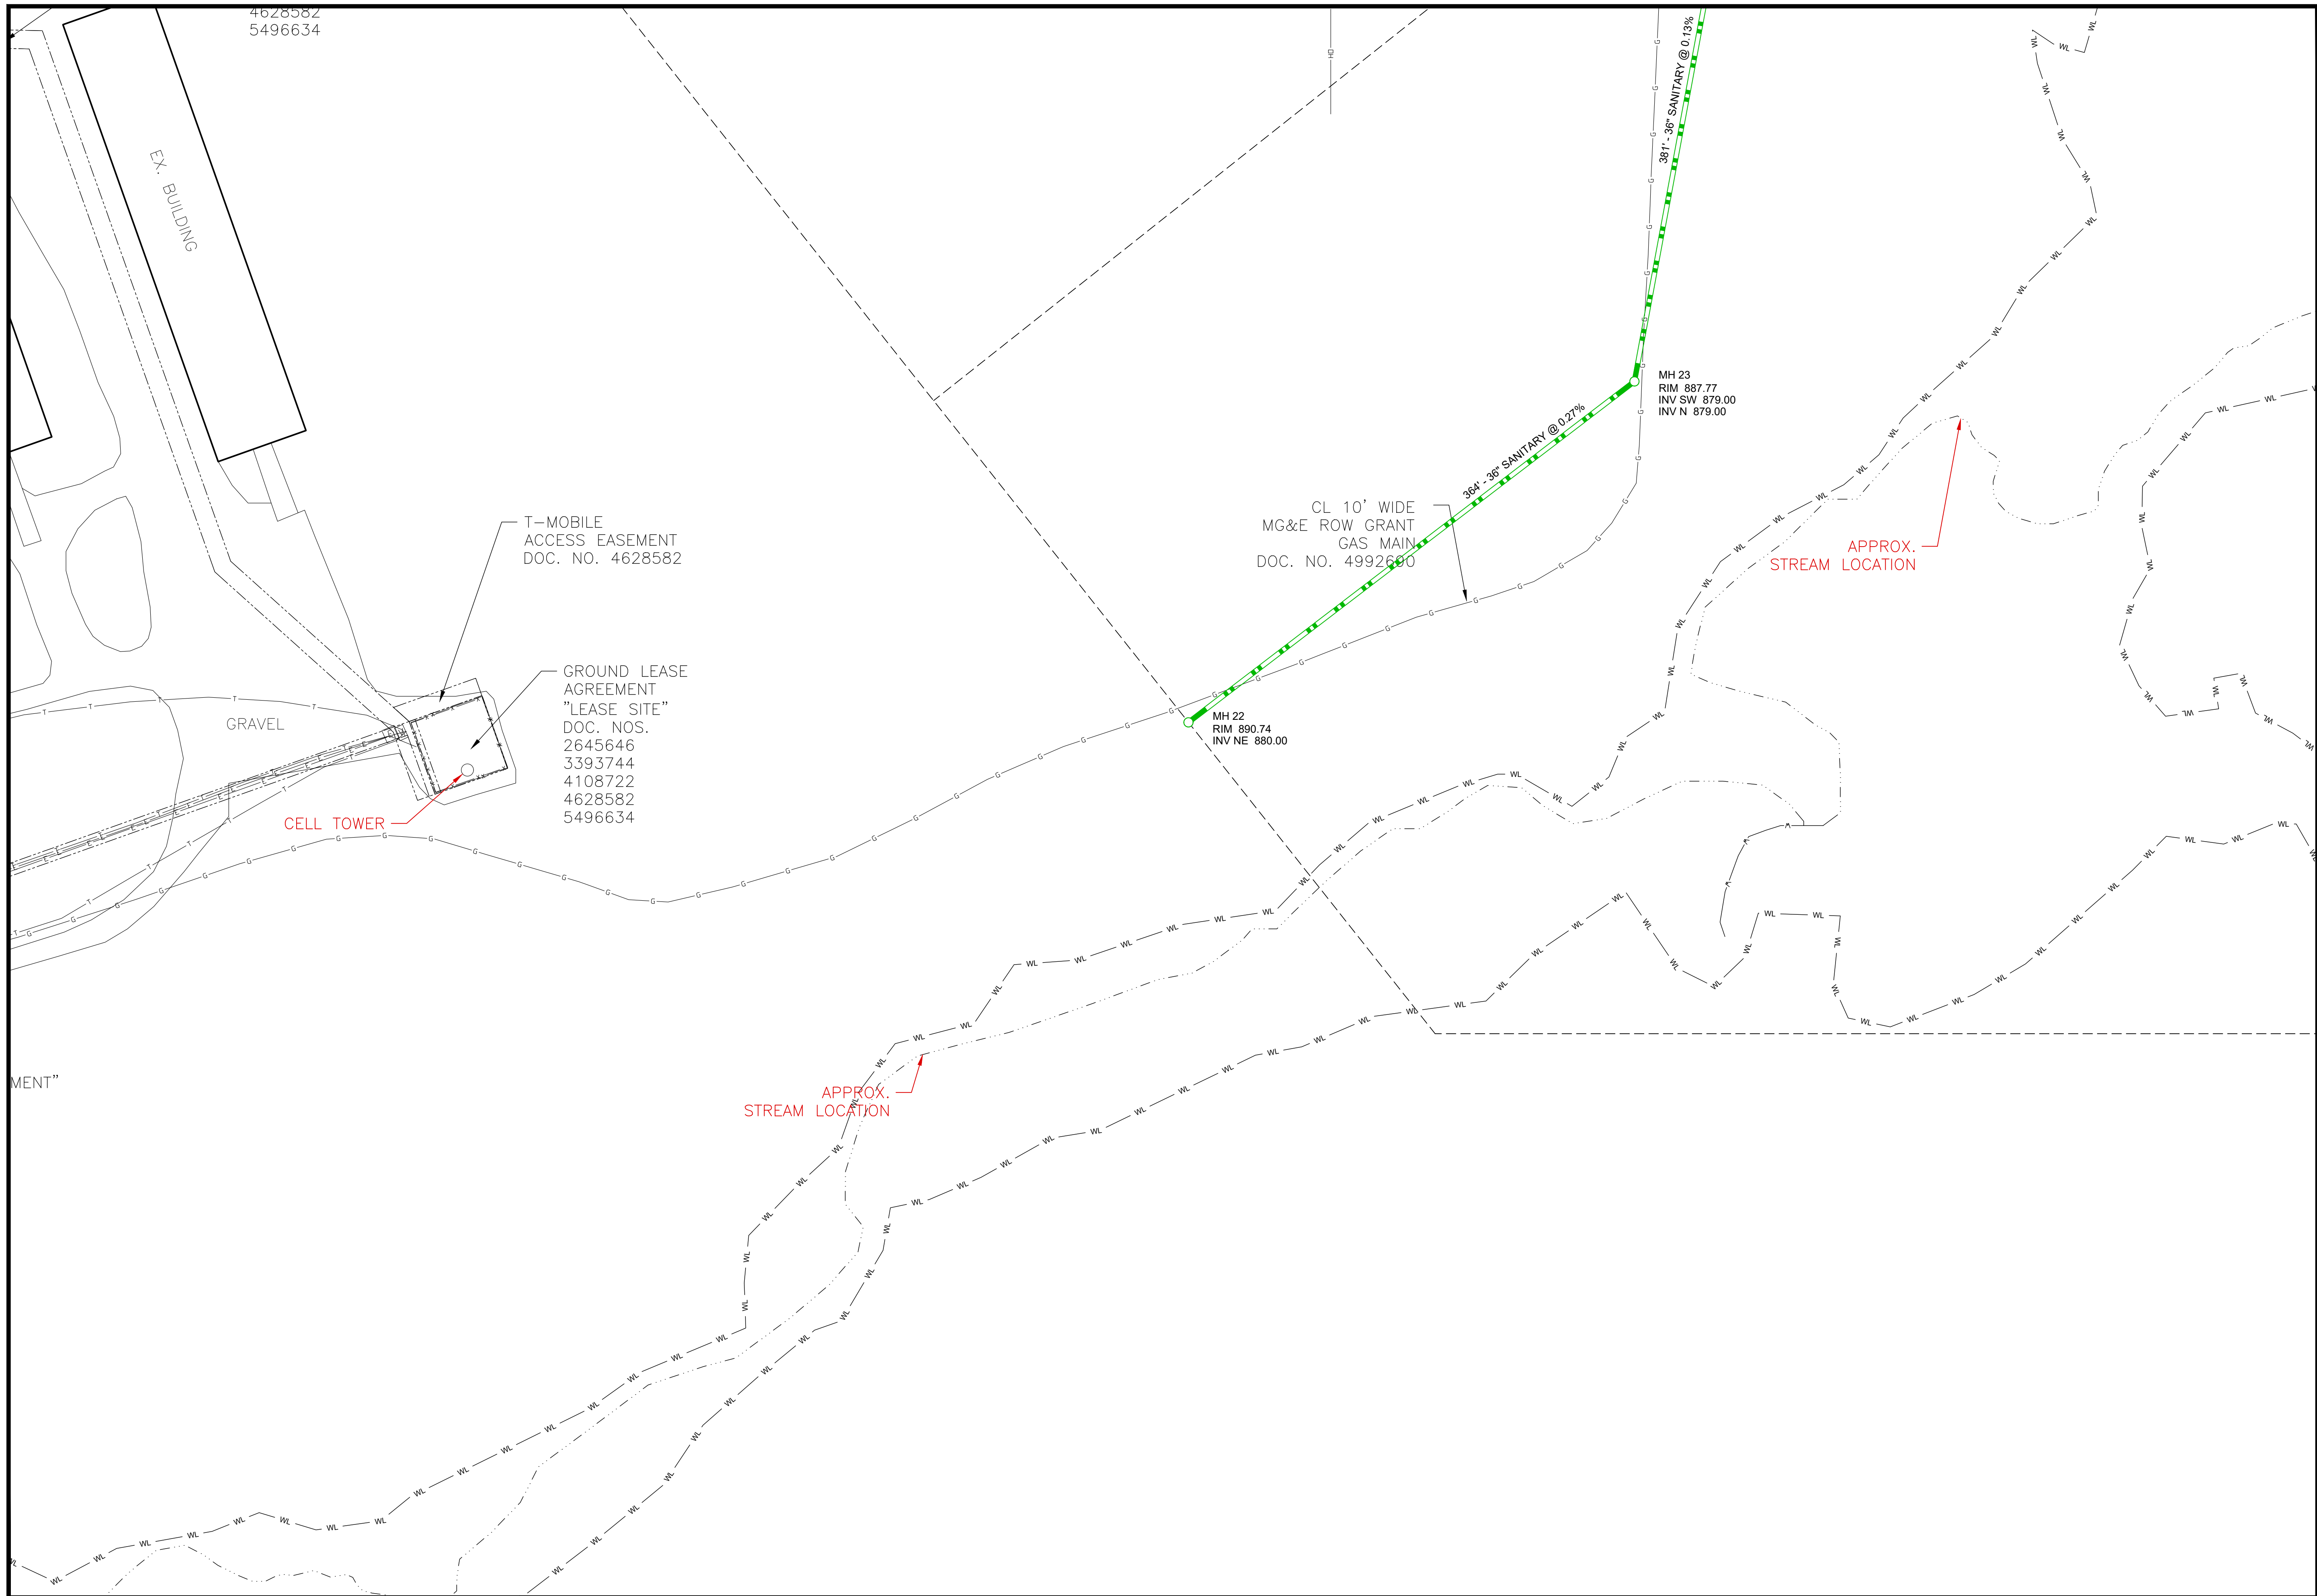 4628582
5496634
EX. BUILDING
381' - 36" SANITARY @ 0.13%
OH
MH 23
RIM 887.77
INV SW 879.00
INV N 879.00
364' - 36" SANITARY @ 0.27%
CL 10' WIDE
MG&E ROW GRANT
GAS MAIN
DOC. NO. 4992600
T-MOBILE
ACCESS EASEMENT
DOC. NO. 4628582
APPROX.
STREAM LOCATION
GROUND LEASE
AGREEMENT
"LEASE SITE"
DOC. NOS.
2645646
3393744
4108722
4628582
5496634
GRAVEL
MH 22
RIM 890.74
INV NE 880.00
CELL TOWER
MENT"
APPROX.
STREAM LOCATION